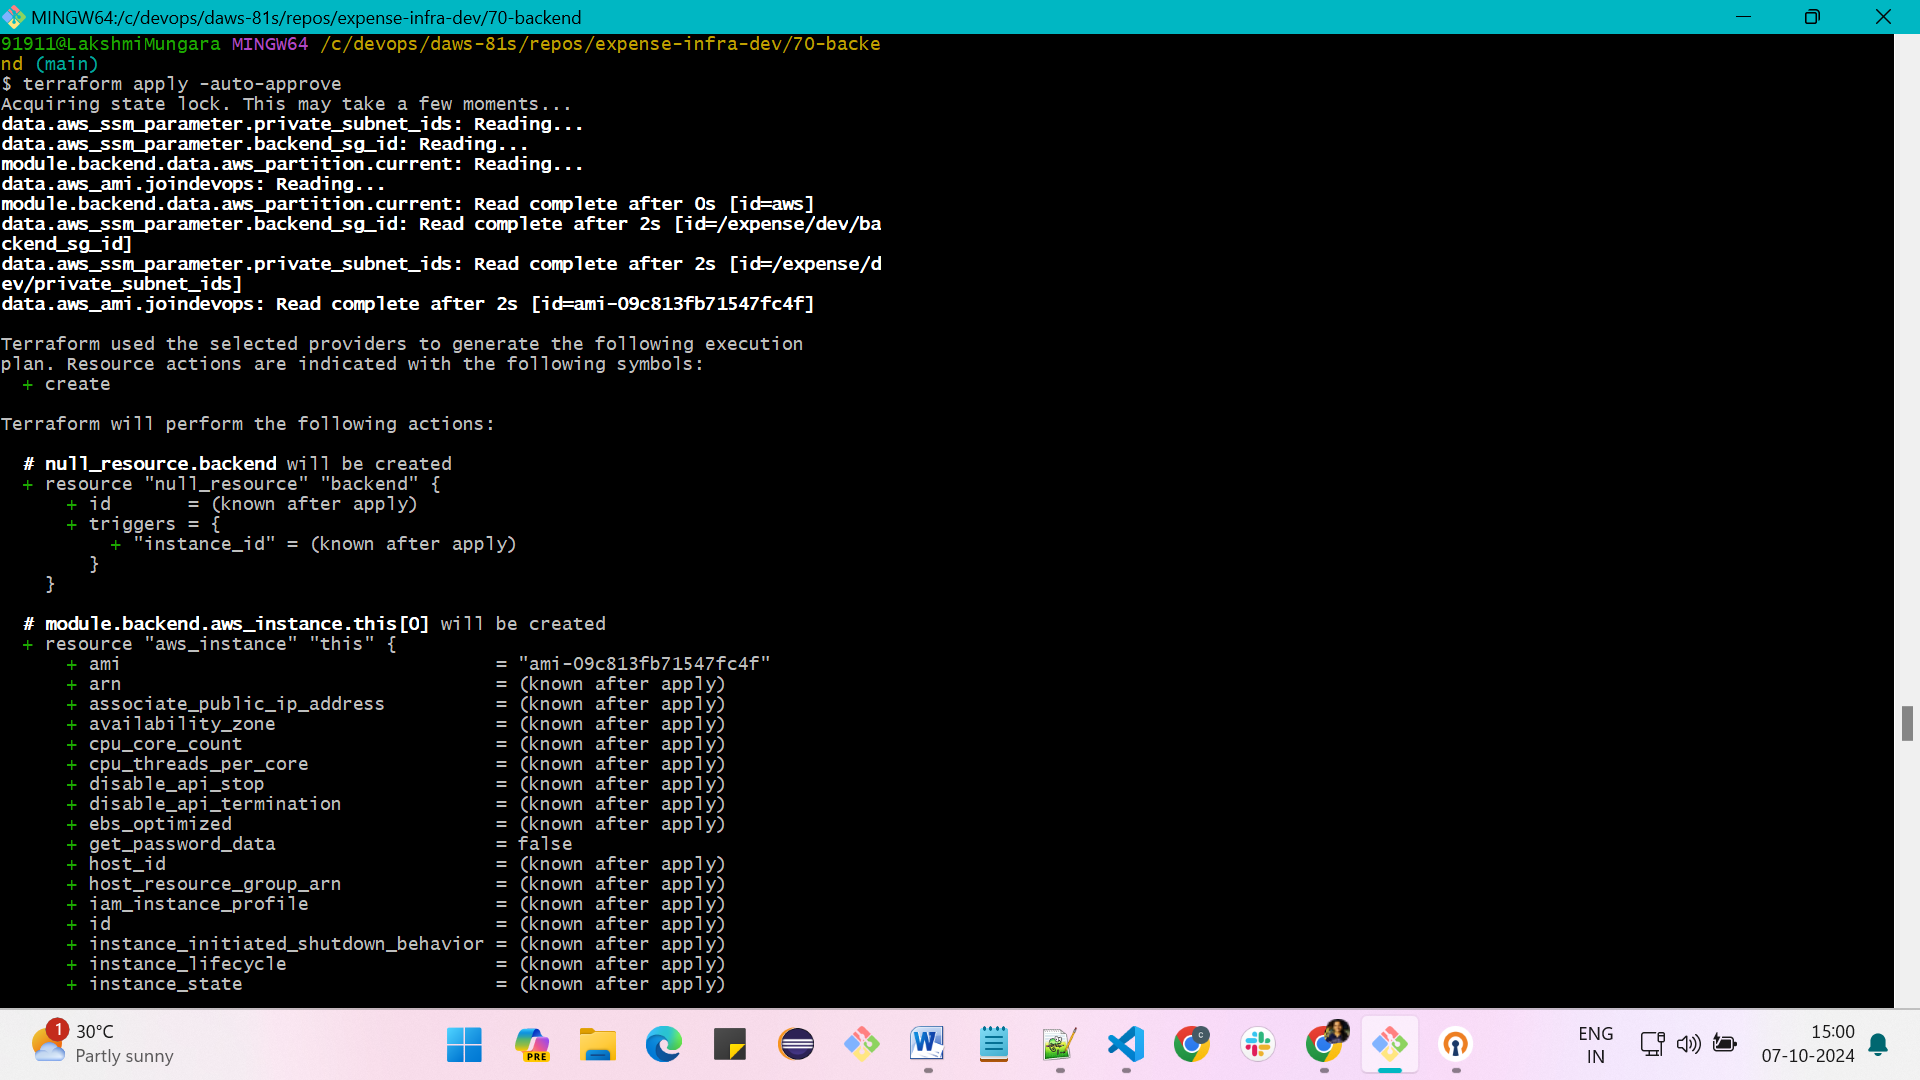 MINGW64:/c/devops/daws-81s/repos/expense-infra-dev/70-backend
91911@LakshmiMungara MINGW64 /c/devops/daws-81s/repos/expense-infra-dev/70-backe
nd (main)
$ terraform apply -auto-approve
Acquiring state lock. This may take a few moments...
data.aws_ssm_parameter.private_subnet_ids: Reading...
data.aws_ssm_parameter.backend_sg_id: Reading...
module.backend.data.aws_partition.current: Reading...
data.aws_ami.joindevops: Reading...
module.backend.data.aws_partition.current: Read complete after 0s [id=aws]
data.aws_ssm_parameter.backend_sg_id: Read complete after 2s [id=/expense/dev/ba
ckend_sg_id]
data.aws_ssm_parameter.private_subnet_ids: Read complete after 2s [id=/expense/d
ev/private_subnet_ids]
data.aws_ami.joindevops: Read complete after 2s [id=ami-09c813fb71547fc4f]
Terraform used the selected providers to generate the following execution
plan. Resource actions are indicated with the following symbols:
  + create
Terraform will perform the following actions:
  # null_resource.backend will be created
  + resource "null_resource" "backend" {
      + id       = (known after apply)
      + triggers = {
          + "instance_id" = (known after apply)
        }
    }
  # module.backend.aws_instance.this[0] will be created
  + resource "aws_instance" "this" {
      + ami                                  = "ami-09c813fb71547fc4f"
      + arn                                  = (known after apply)
      + associate_public_ip_address          = (known after apply)
      + availability_zone                    = (known after apply)
      + cpu_core_count                       = (known after apply)
      + cpu_threads_per_core                 = (known after apply)
      + disable_api_stop                     = (known after apply)
      + disable_api_termination              = (known after apply)
      + ebs_optimized                        = (known after apply)
      + get_password_data                    = false
      + host_id                              = (known after apply)
      + host_resource_group_arn              = (known after apply)
      + iam_instance_profile                 = (known after apply)
      + id                                   = (known after apply)
      + instance_initiated_shutdown_behavior = (known after apply)
      + instance_lifecycle                   = (known after apply)
      + instance_state                       = (known after apply)
1
30°C
Partly sunny
PRE
W
C
ENG
IN
15:00
07-10-2024